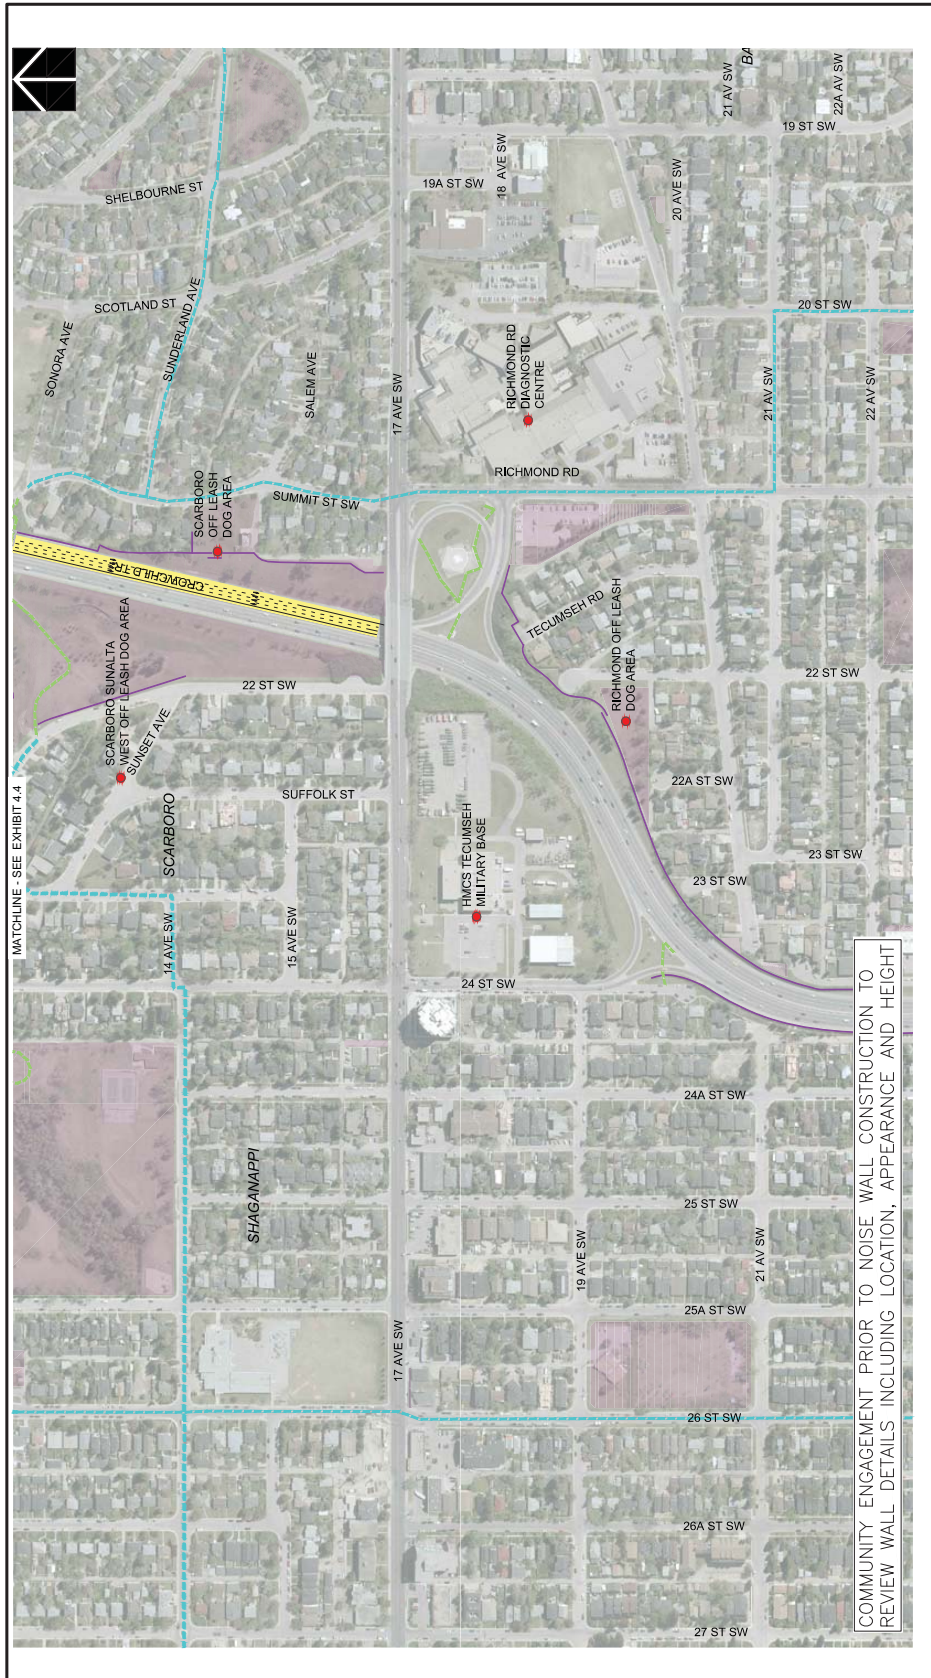 BA
21 AV SW
22A AV SW
19 ST SW
SHELBOURNE ST
19A ST SW
18 AVE SW
20 AVE SW
SCOTLAND ST
SUNDERLAND AVE
SONORA AVE
SALEM AVE
17 AVE SW
RICHMOND RD
DIAGNOSTIC
CENTRE
20 ST SW
21 AV SW
22 AV SW
RICHMOND RD
SUMMIT ST SW
SCARBORO
OFF LEASH
DOG AREA
CROWCHILD TR
TECUMSEH RD
RICHMOND OFF LEASH
DOG AREA
22 ST SW
22 ST SW
SCARBORO SUNALTA
WEST OFF LEASH DOG AREA
SUNSET AVE
SUFFOLK ST
22A ST SW
MATCHLINE - SEE EXHIBIT 4.4
SCARBORO
HMCS TECUMSEH
MILITARY BASE
23 ST SW
23 ST SW
14 AVE SW
15 AVE SW
24 ST SW
24A ST SW
SHAGANAPPI
25 ST SW
19 AVE SW
21 AV SW
25A ST SW
17 AVE SW
26 ST SW
26A ST SW
27 ST SW
COMMUNITY ENGAGEMENT PRIOR TO NOISE WALL CONSTRUCTION TO
REVIEW WALL DETAILS INCLUDING LOCATION, APPEARANCE AND HEIGHT